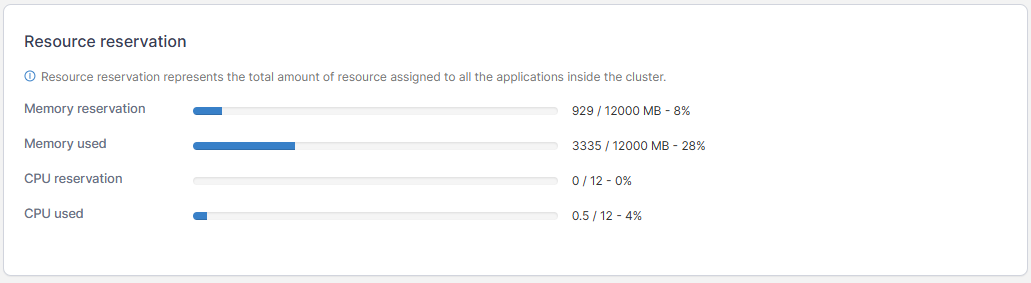 Resource reservation
Resource reservation represents the total amount of resource assigned to all the applications inside the cluster.
Memory reservation 929 / 12000 MB - 8%
Memory used 3335 / 12000 MB - 28%
CPU reservation 0 / 12 - 0%
CPU used 0.5 / 12 - 4%